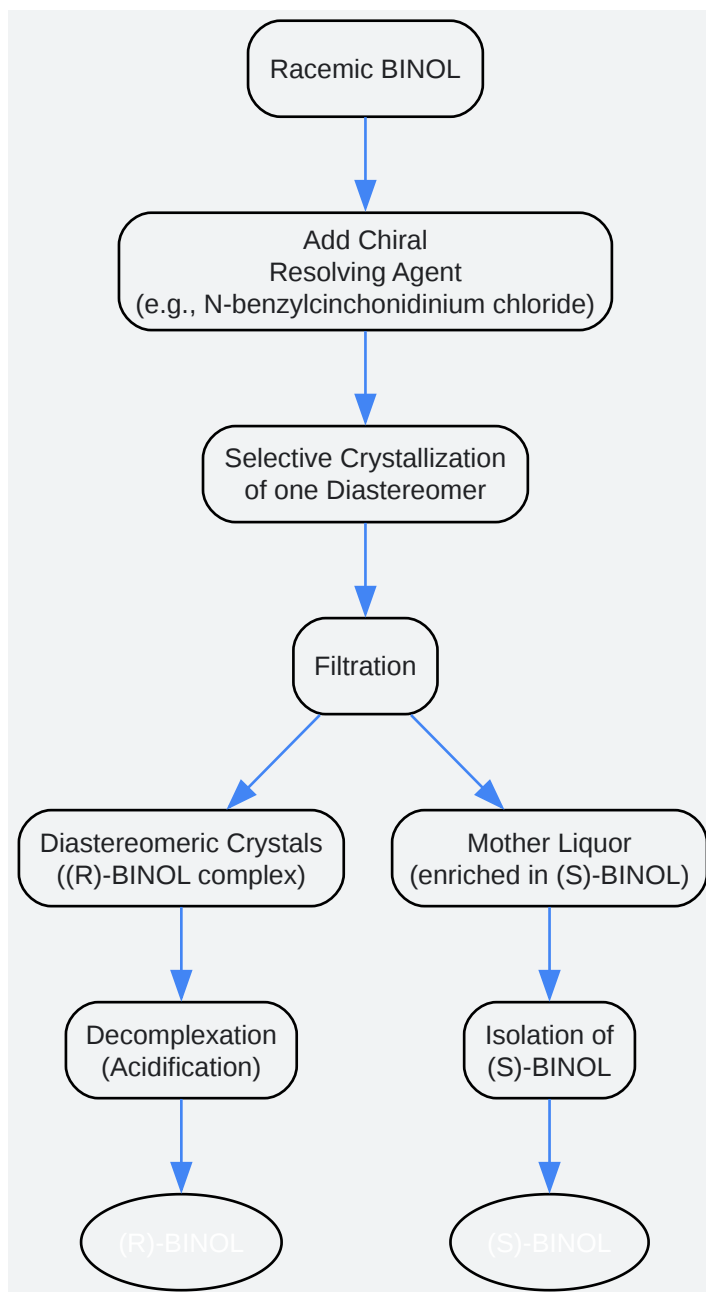 Racemic BINOL
Add Chiral
Resolving Agent
(e.g., N-benzylcinchonidinium chloride)
Selective Crystallization
of one Diastereomer
Filtration
Diastereomeric Crystals
((R)-BINOL complex)
Mother Liquor
(enriched in (S)-BINOL)
Decomplexation
(Acidification)
Isolation of
(S)-BINOL
(R)-BINOL
(S)-BINOL